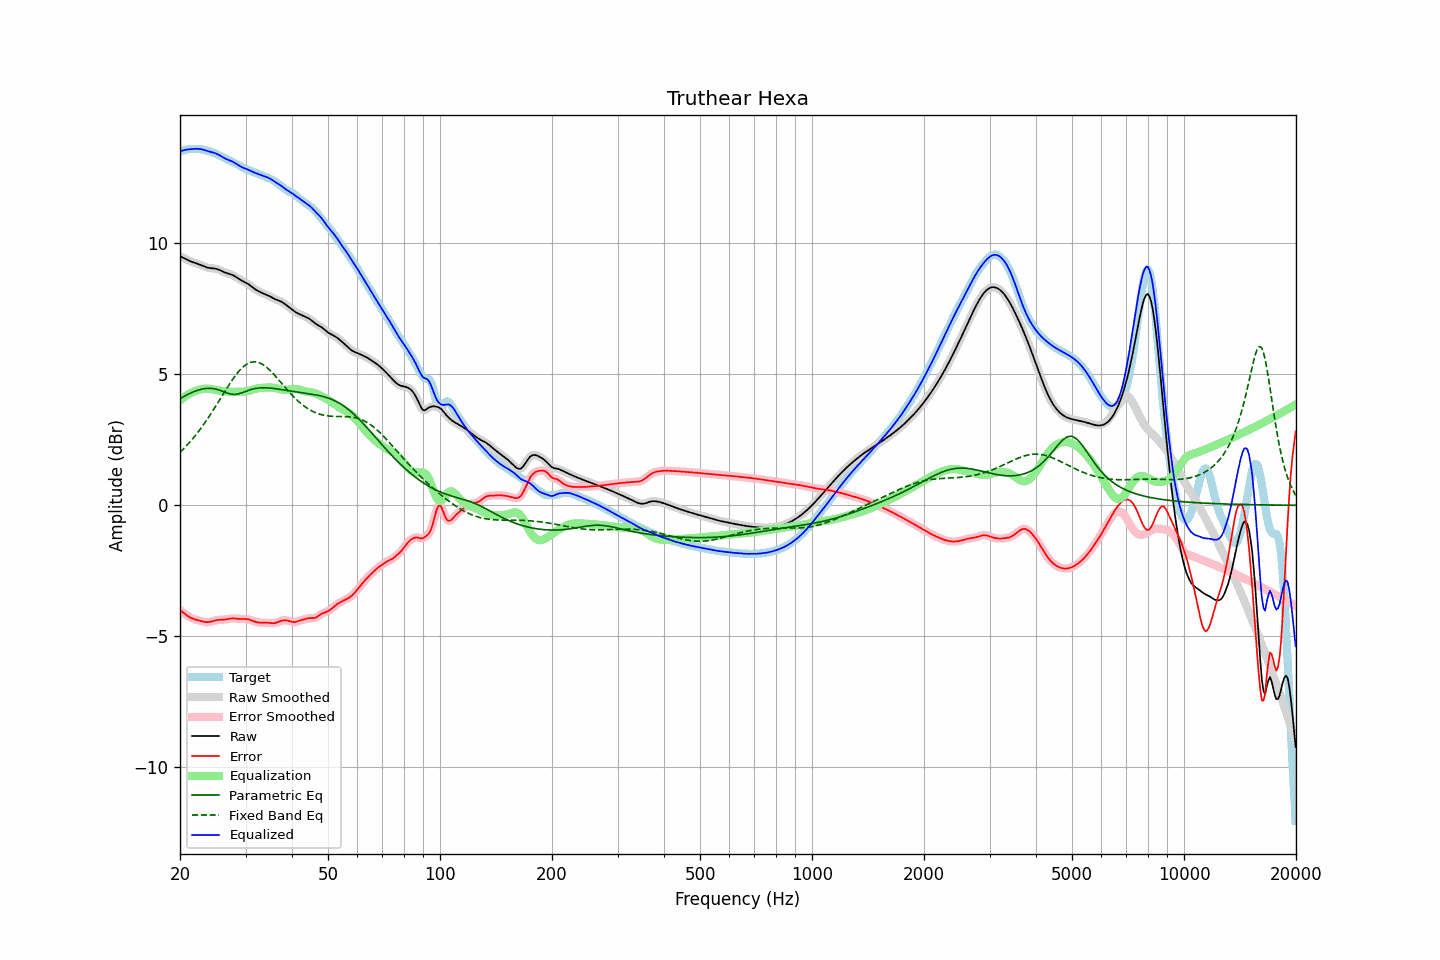 Truthear Hexa
Amplitude (dBr)
10
5
0
−5
−10
Target
Raw Smoothed
Error Smoothed
Raw
Error
Equalization
Parametric Eq
Fixed Band Eq
Equalized
20 50 100 200 500 1000 2000 5000 10000 20000
Frequency (Hz)